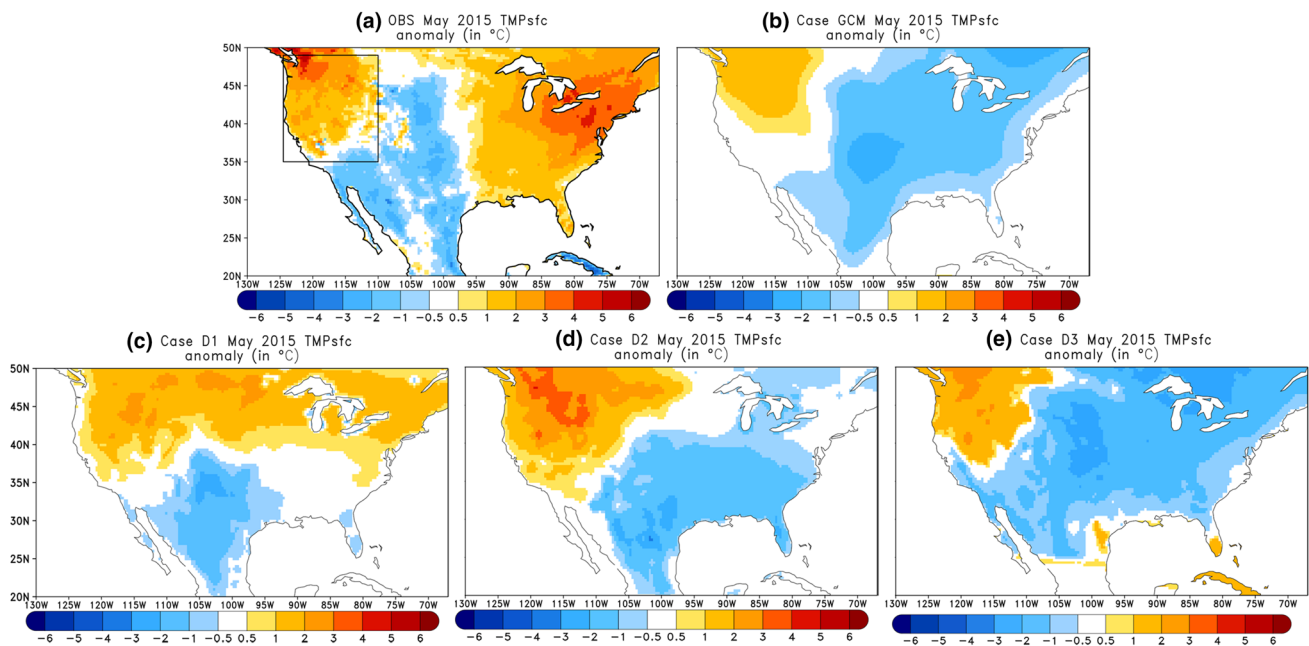 (a) OBS May 2015 TMPsfc
anomaly (in °C)
(b) Case GCM May 2015 TMPsfc
anomaly (in °C)
50N
45N
40N
35N
30N
25N
20N
130W 125W 120W 115W 110W 105W 100W 95W 90W 85W 80W 75W 70W
130W 125W 120W 115W 110W 105W 100W 95W 90W 85W 80W 75W 70W
−6 −5 −4 −3 −2 −1 −0.5 0.5 1 2 3 4 5 6
−6 −5 −4 −3 −2 −1 −0.5 0.5 1 2 3 4 5 6
(c) Case D1 May 2015 TMPsfc
anomaly (in °C)
(d) Case D2 May 2015 TMPsfc
anomaly (in °C)
(e) Case D3 May 2015 TMPsfc
anomaly (in °C)
50N
45N
40N
35N
30N
25N
20N
130W 125W 120W 115W 110W 105W 100W 95W 90W 85W 80W 75W 70W
20N
130W 125W 120W 115W 110W 105W 100W 95W 90W 85W 80W 75W 70W
20N
130W 125W 120W 115W 110W 105W 100W 95W 90W 85W 80W 75W 70W
−6 −5 −4 −3 −2 −1 −0.5 0.5 1 2 3 4 5 6
−6 −5 −4 −3 −2 −1 −0.5 0.5 1 2 3 4 5 6
−6 −5 −4 −3 −2 −1 −0.5 0.5 1 2 3 4 5 6